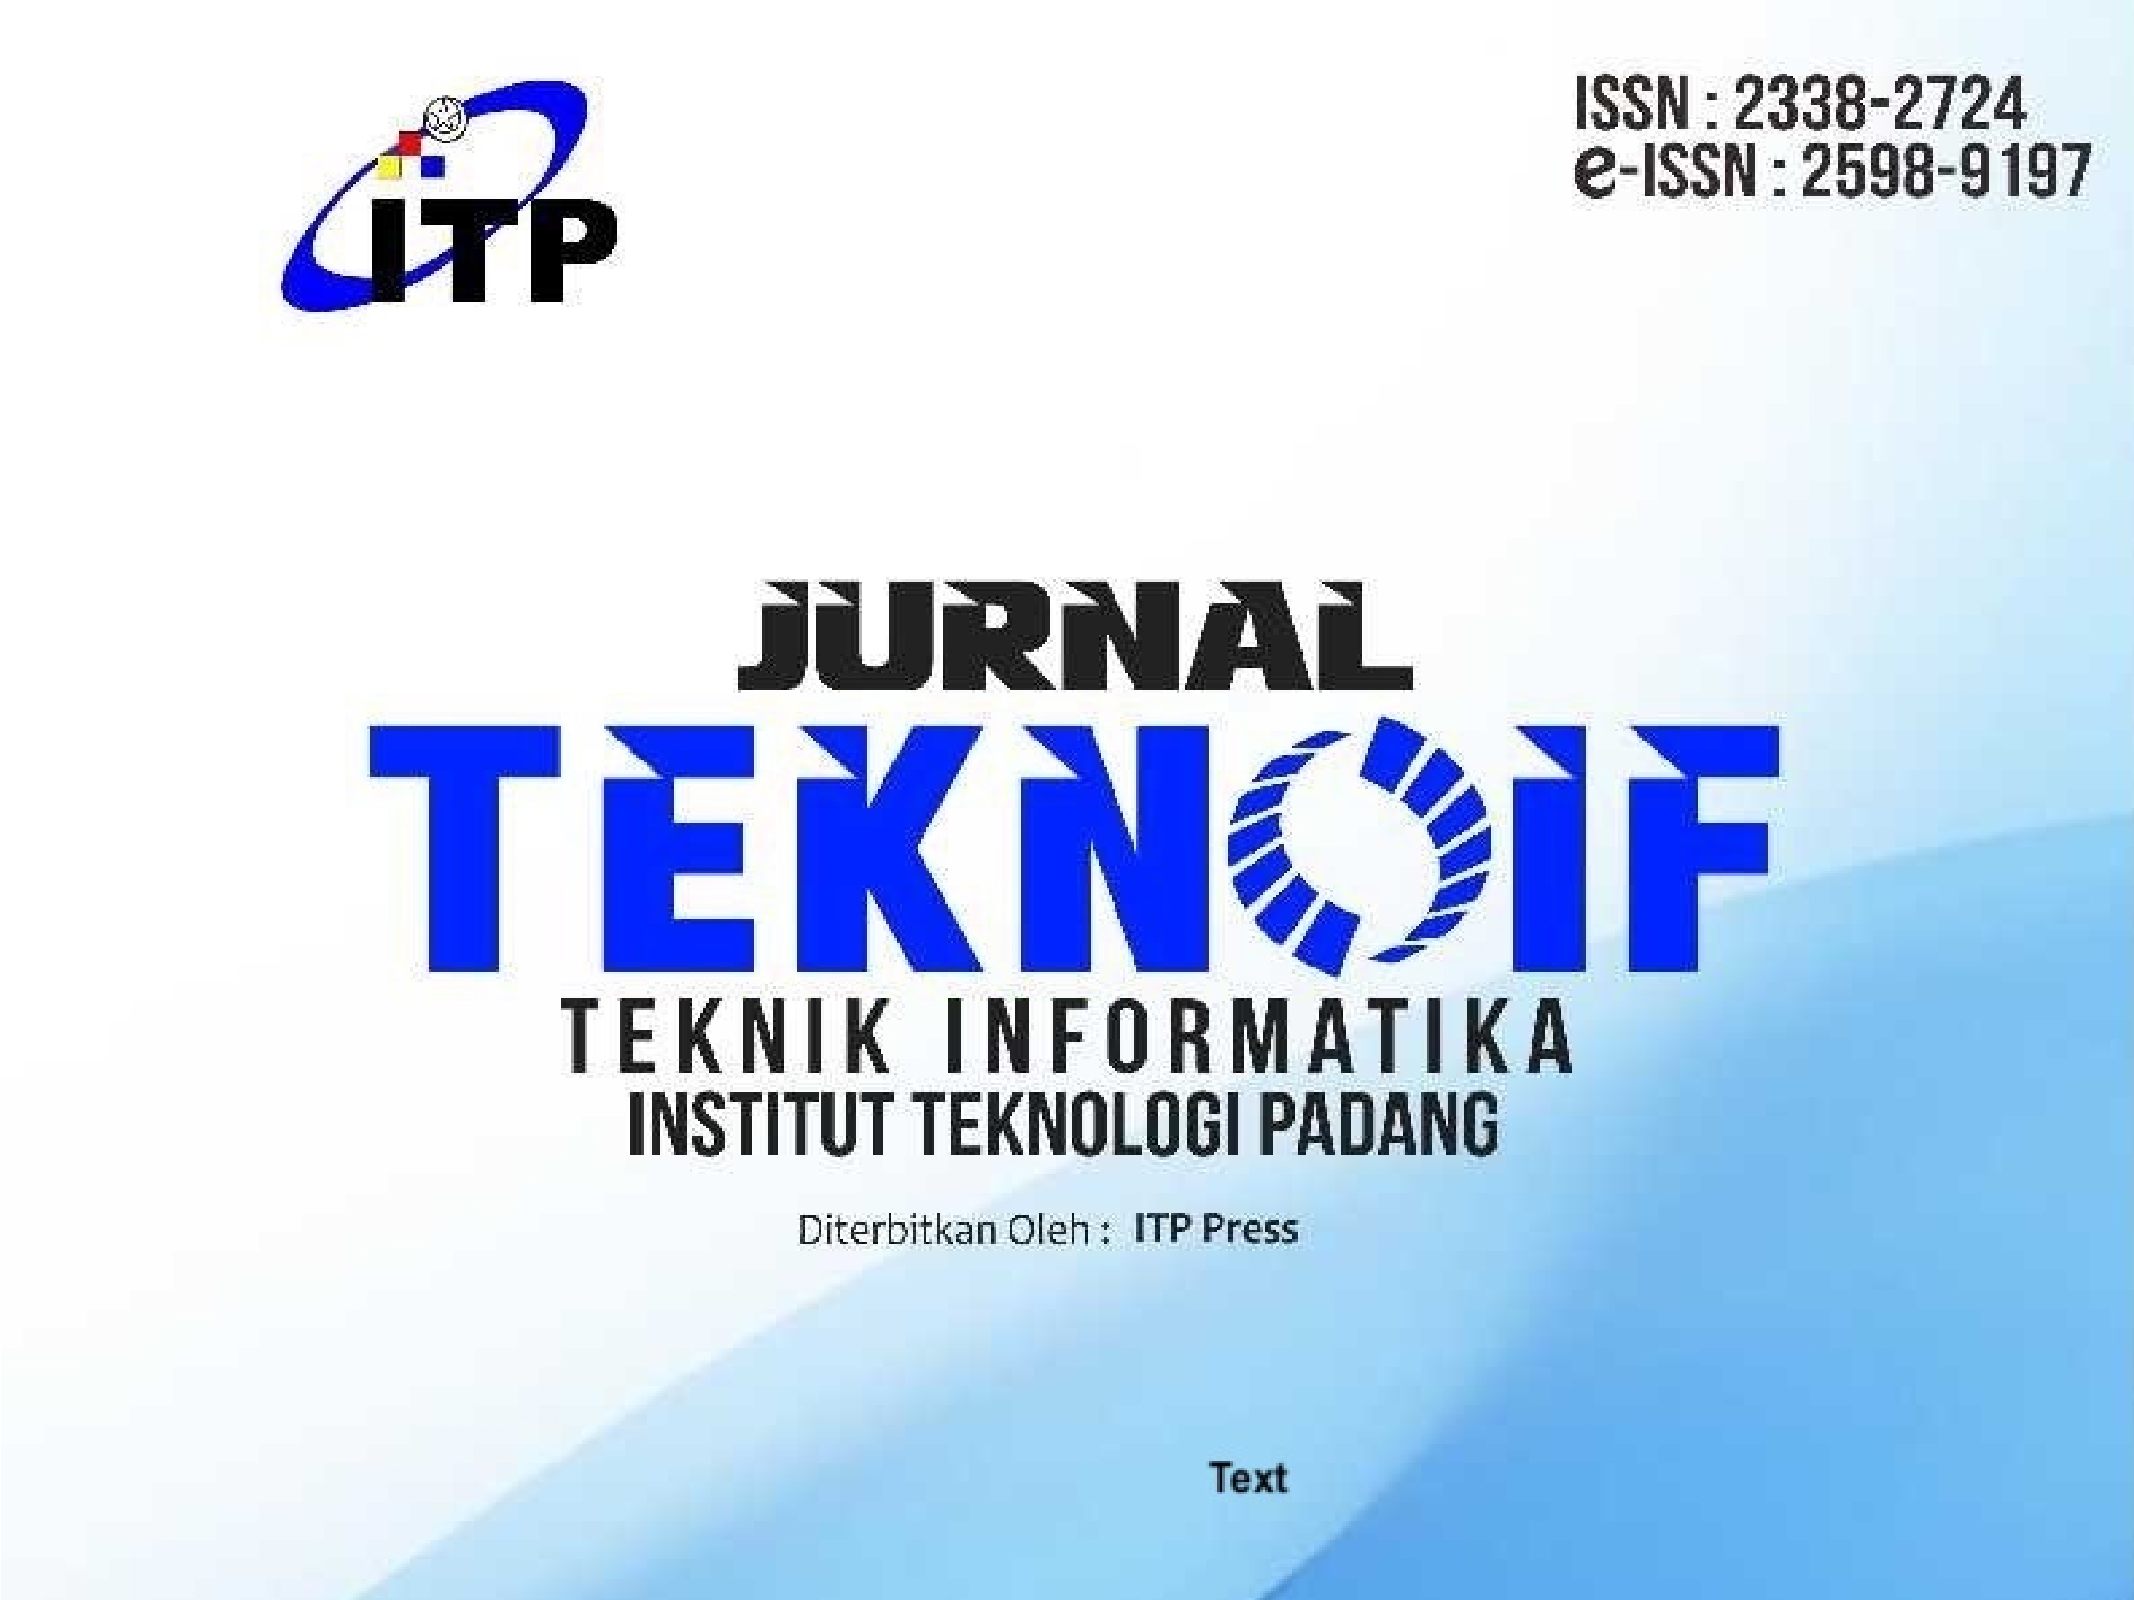 ITP
ISSN : 2338-2724
e-ISSN : 2598-9197
JURNAL
TEKNOIF
TEKNIK INFORMATIKA
INSTITUT TEKNOLOGI PADANG
Diterbitkan Oleh : ITP Press
Text